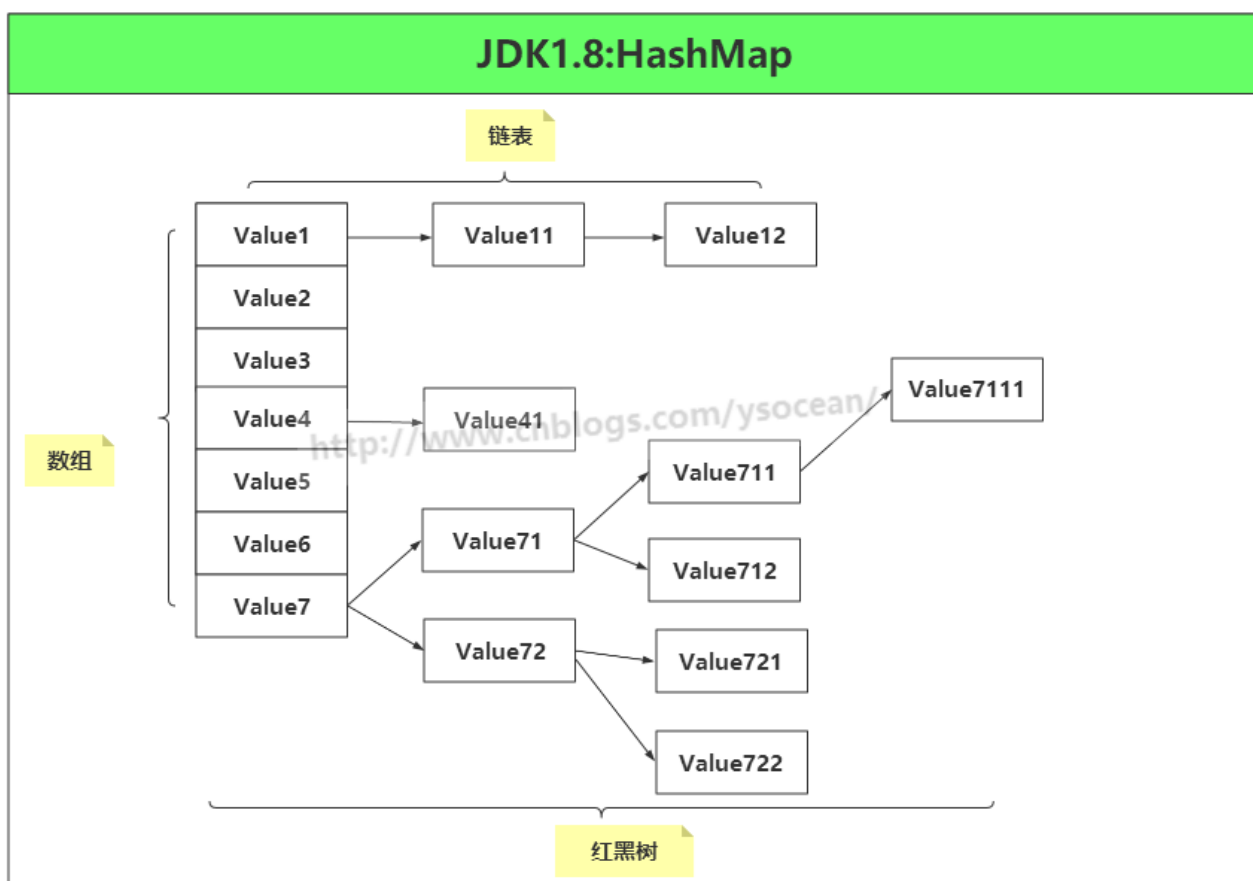 JDK1.8:HashMap
链表
Value1
Value11
Value12
Value2
Value3
Value7111
Value4
Value41
http://www.cnblogs.com/ysocean/
数组
Value711
Value5
Value6
Value71
Value712
Value7
Value72
Value721
Value722
红黑树